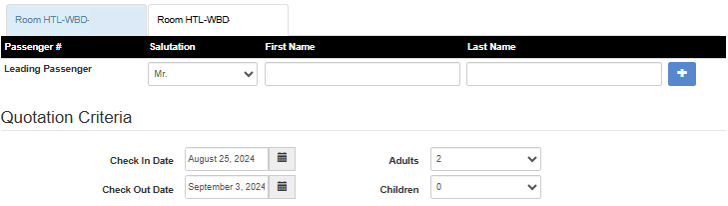 Room HTL-WBD- Room HTL-WBD
Passenger # Salutation First Name Last Name
Leading Passenger Mr.
Quotation Criteria
Check In Date August 25, 2024 Adults 2
Check Out Date September 3, 2024 Children 0